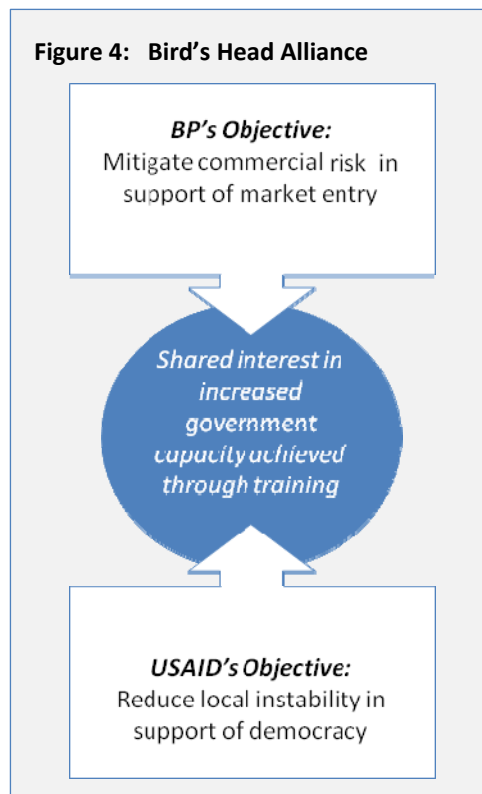 Figure 4: Bird's Head Alliance
BP's Objective:
Mitigate commercial risk in
support of market entry
Shared interest in
increased
government
capacity achieved
through training
USAID's Objective:
Reduce local instability in
support of democracy